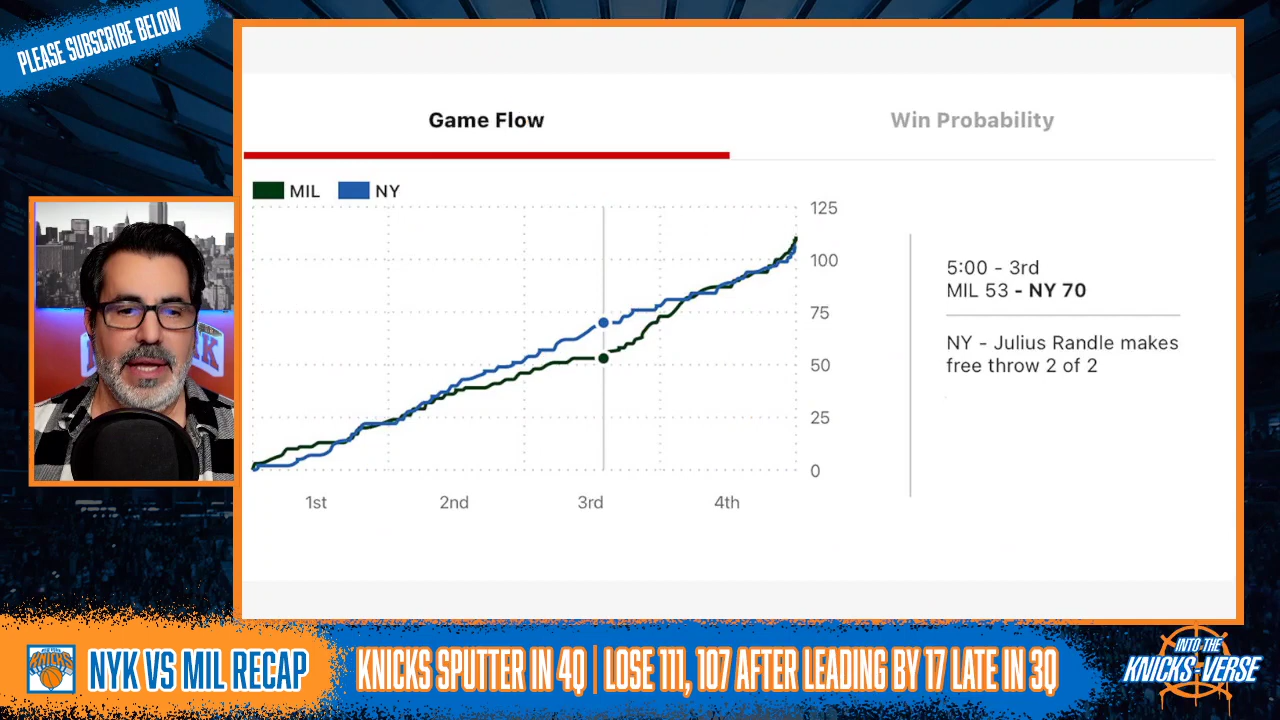 PLEASE SUBSCRIBE BELOW
Game Flow
Win Probability
MIL
NY
125
100
75
50
25
0
1st
2nd
3rd
4th
5:00 - 3rd
MIL 53 - NY 70
NY - Julius Randle makes
free throw 2 of 2
KNICKS
NYK VS MIL RECAP
KNICKS SPUTTER IN 4Q | LOSE 111, 107 AFTER LEADING BY 17 LATE IN 3Q
INTO THE
KNICKS-VERSE